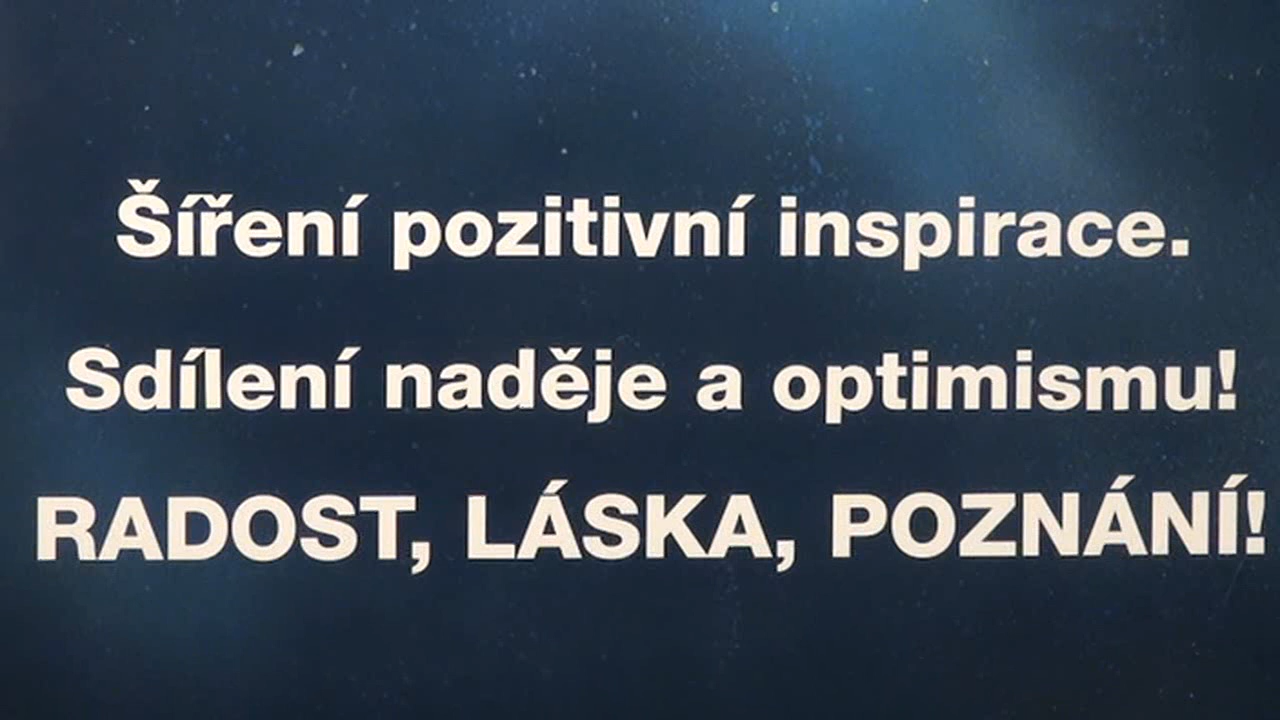 Šíření pozitivní inspirace.
Sdílení naděje a optimismu!
RADOST, LÁSKA, POZNÁNÍ!